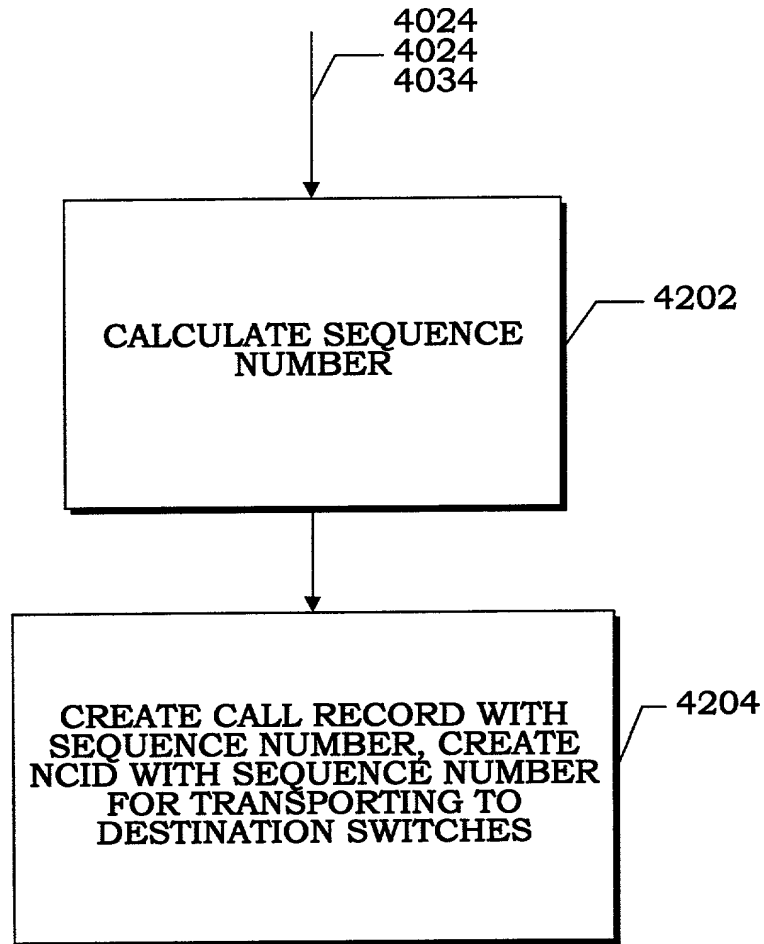 4024
4024
4034
CALCULATE SEQUENCE
NUMBER
4202
CREATE CALL RECORD WITH
SEQUENCE NUMBER, CREATE
NCID WITH SEQUENCE NUMBER
FOR TRANSPORTING TO
DESTINATION SWITCHES
4204